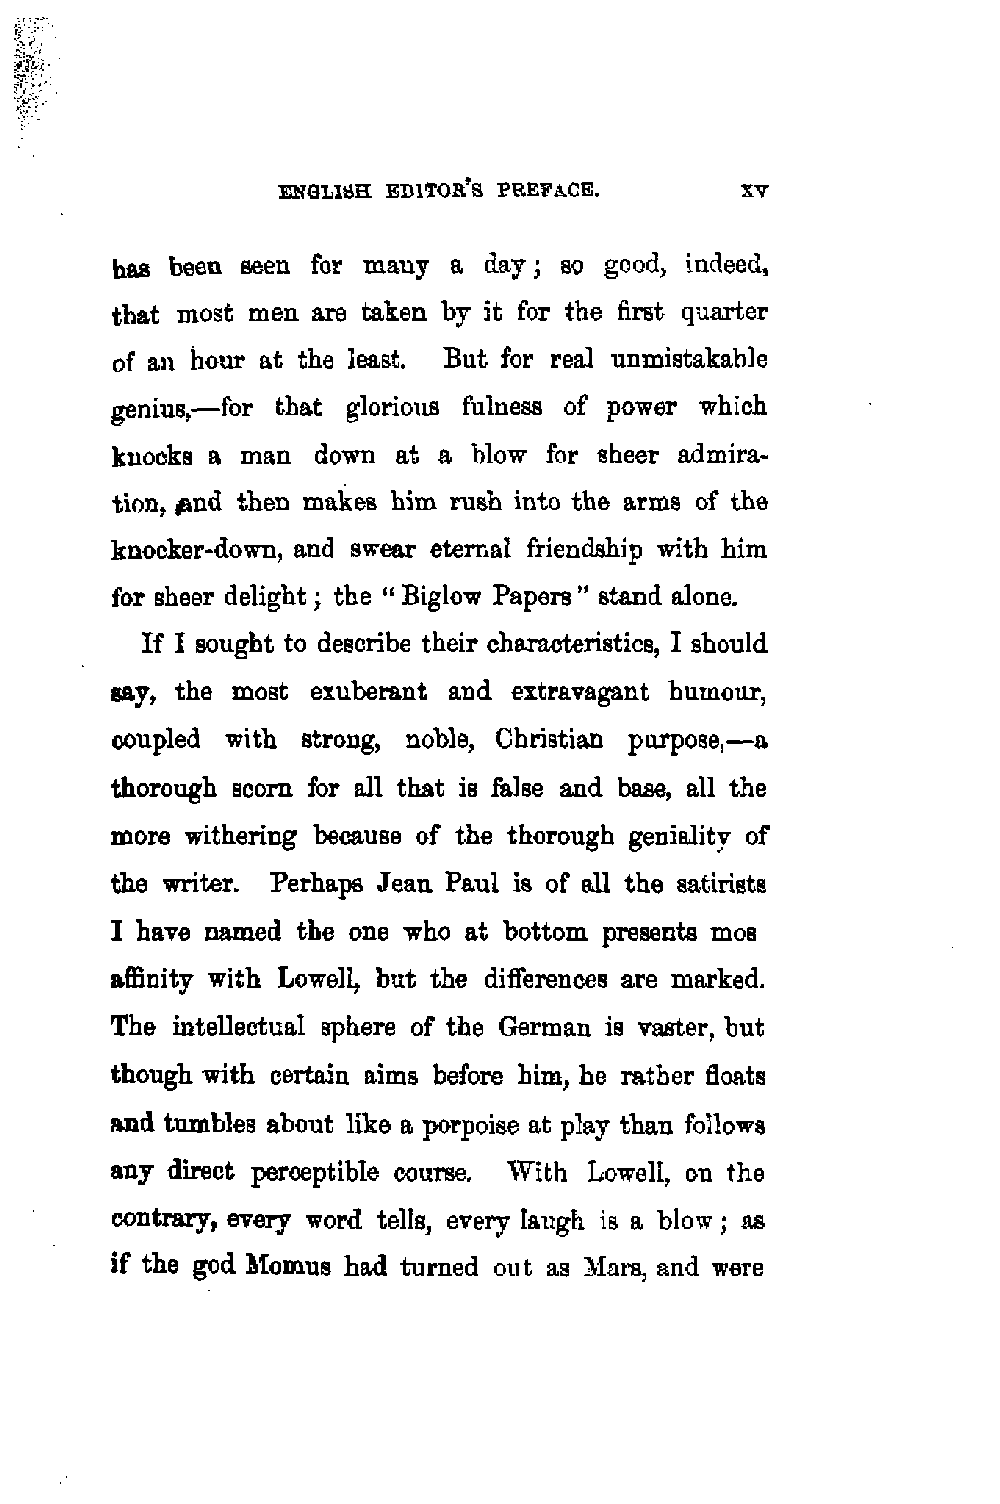 ENGLISH EDITOR'S PREFACE. XV
has been seen for many a day; so good, indeed,
that most men are taken by it for the first quarter
of an hour at the least. But for real unmistakable
genius,—for that glorious fulness of power which
knocks a man down at a blow for sheer admira-
tion, and then makes him rush into the arms of the
knocker-down, and swear eternal friendship with him
for sheer delight; the "Biglow Papers" stand alone.
If I sought to describe their characteristics, I should
say, the most exuberant and extravagant humour,
coupled with strong, noble, Christian purpose,—a
thorough scorn for all that is false and base, all the
more withering because of the thorough geniality of
the writer. Perhaps Jean Paul is of all the satirists
I have named the one who at bottom presents mos
affinity with Lowell, but the differences are marked.
The intellectual sphere of the German is vaster, but
though with certain aims before him, he rather floats
and tumbles about like a porpoise at play than follows
any direct perceptible course. With Lowell, on the
contrary, every word tells, every laugh is a blow; as
if the god Momus had turned out as Mars, and were